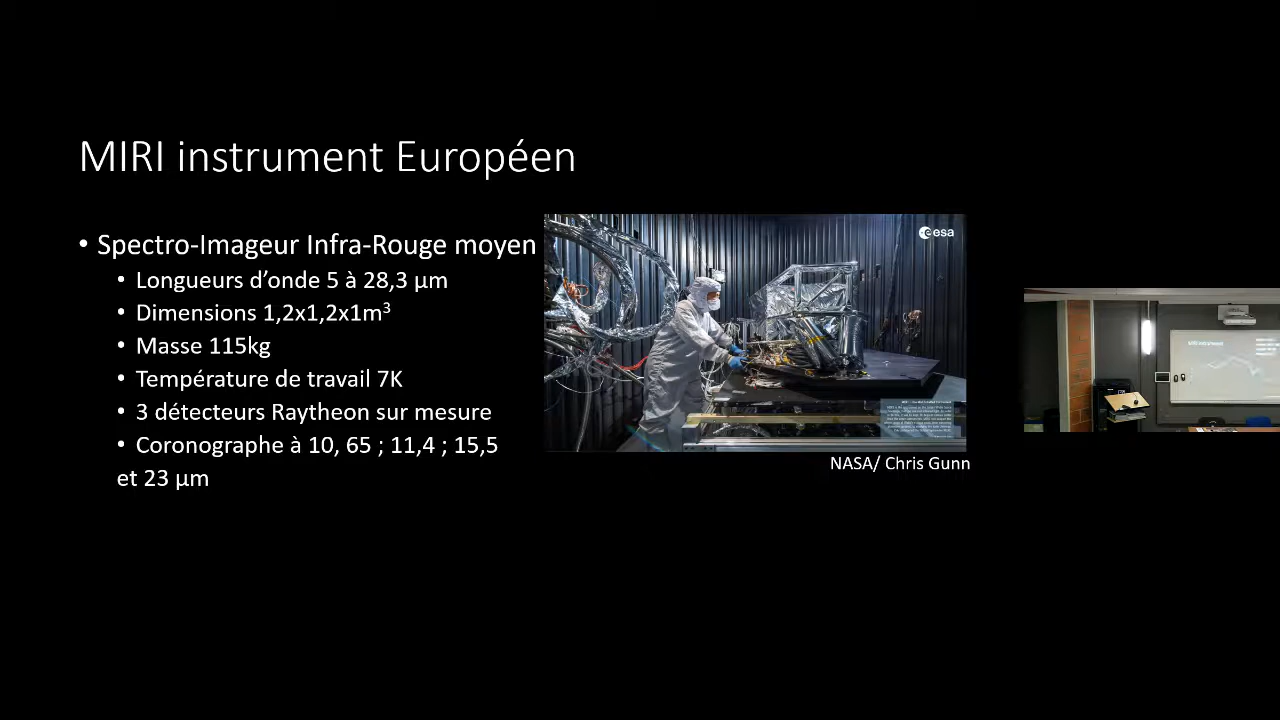 MIRI instrument Européen
• Spectro-Imageur Infra-Rouge moyen
• Longueurs d’onde 5 à 28,3 µm
• Dimensions 1,2x1,2x1m³
• Masse 115kg
• Température de travail 7K
• 3 détecteurs Raytheon sur mesure
• Coronographe à 10, 65 ; 11,4 ; 15,5
et 23 µm
esa
NASA/ Chris Gunn